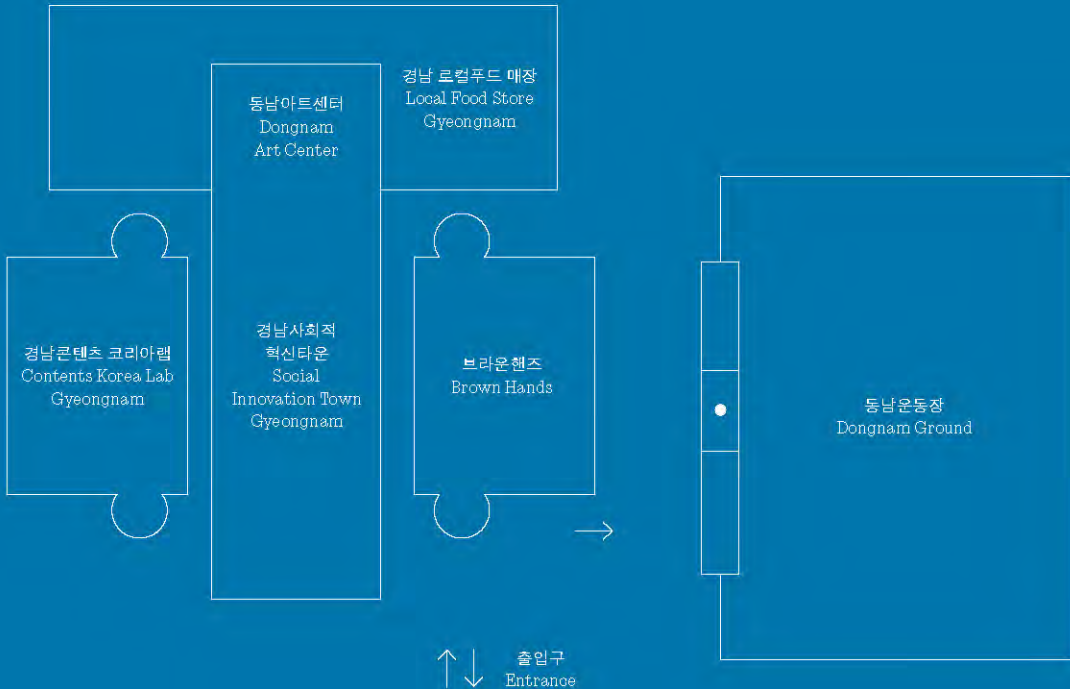 경남 로컬푸드 매장
Local Food Store
Gyeongnam
동남아트센터
Dongnam
Art Center
경남콘텐츠 코리아랩
Contents Korea Lab
Gyeongnam
경남사회적
혁신타운
Social
Innovation Town
Gyeongnam
브라운핸즈
Brown Hands
동남운동장
Dongnam Ground
출입구
Entrance